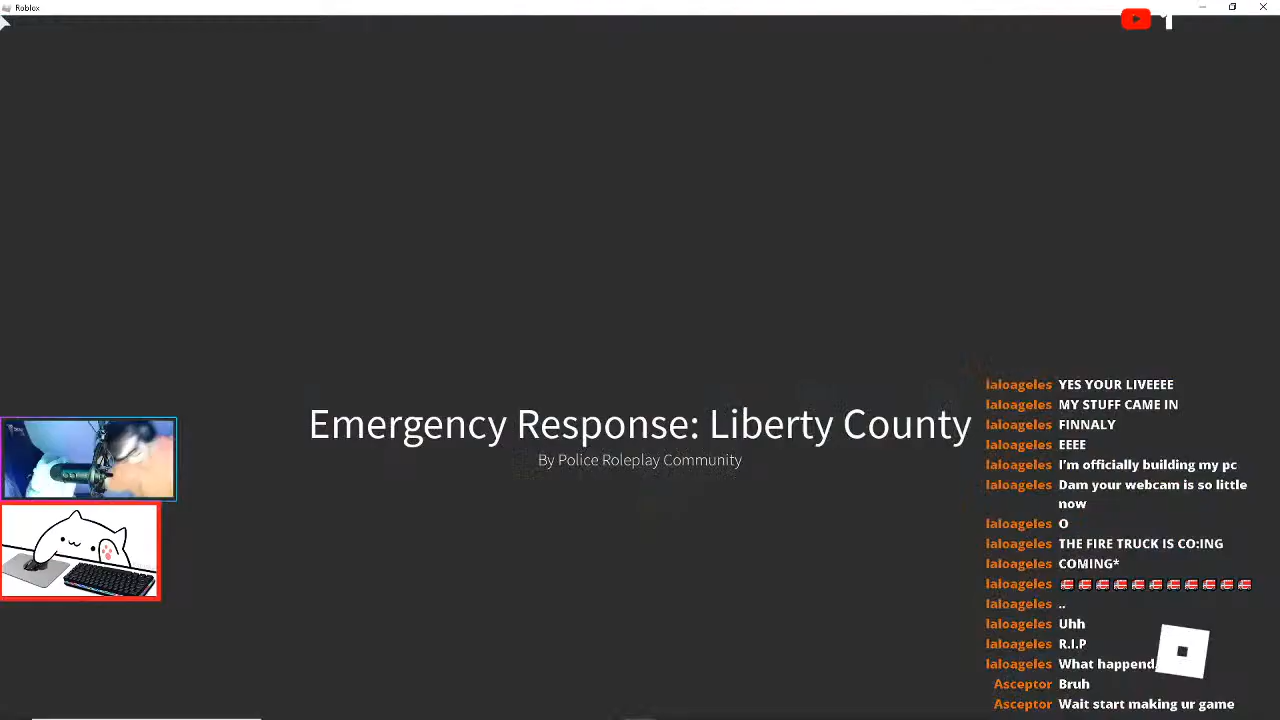 Roblox
1
Emergency Response: Liberty County
By Police Roleplay Community
laloageles YES YOUR LIVEEEE
laloageles MY STUFF CAME IN
laloageles FINNALY
laloageles EEEE
laloageles I'm officially building my pc
laloageles Dam your webcam is so little
now
laloageles O
laloageles THE FIRE TRUCK IS CO:ING
laloageles COMING*
laloageles 🚒🚒🚒🚒🚒🚒🚒🚒🚒🚒🚒
laloageles ..
laloageles Uhh
laloageles R.I.P
laloageles What happend
Asceptor Bruh
Asceptor Wait start making ur game